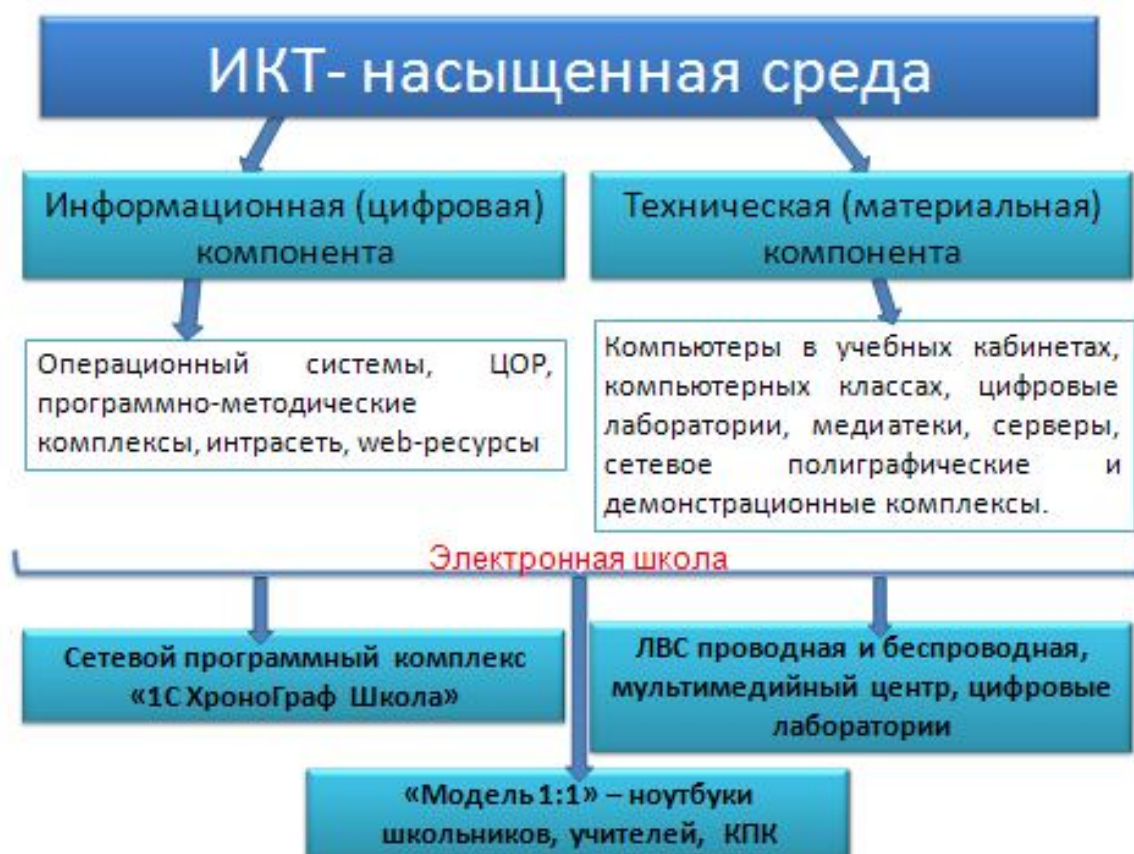 ИКТ- насыщенная среда
Информационная (цифровая)
компонента
Техническая (материальная)
компонента
Операционный системы, ЦОР,
программно-методические
комплексы, интрасеть, web-ресурсы
Компьютеры в учебных кабинетах,
компьютерных классах, цифровые
лаборатории, медиатеки, серверы,
сетевое полиграфические и
демонстрационные комплексы.
Электронная школа
Сетевой программный комплекс
«1С ХроноГраф Школа»
ЛВС проводная и беспроводная,
мультимедийный центр, цифровые
лаборатории
«Модель 1:1» – ноутбуки
школьников, учителей, КПК